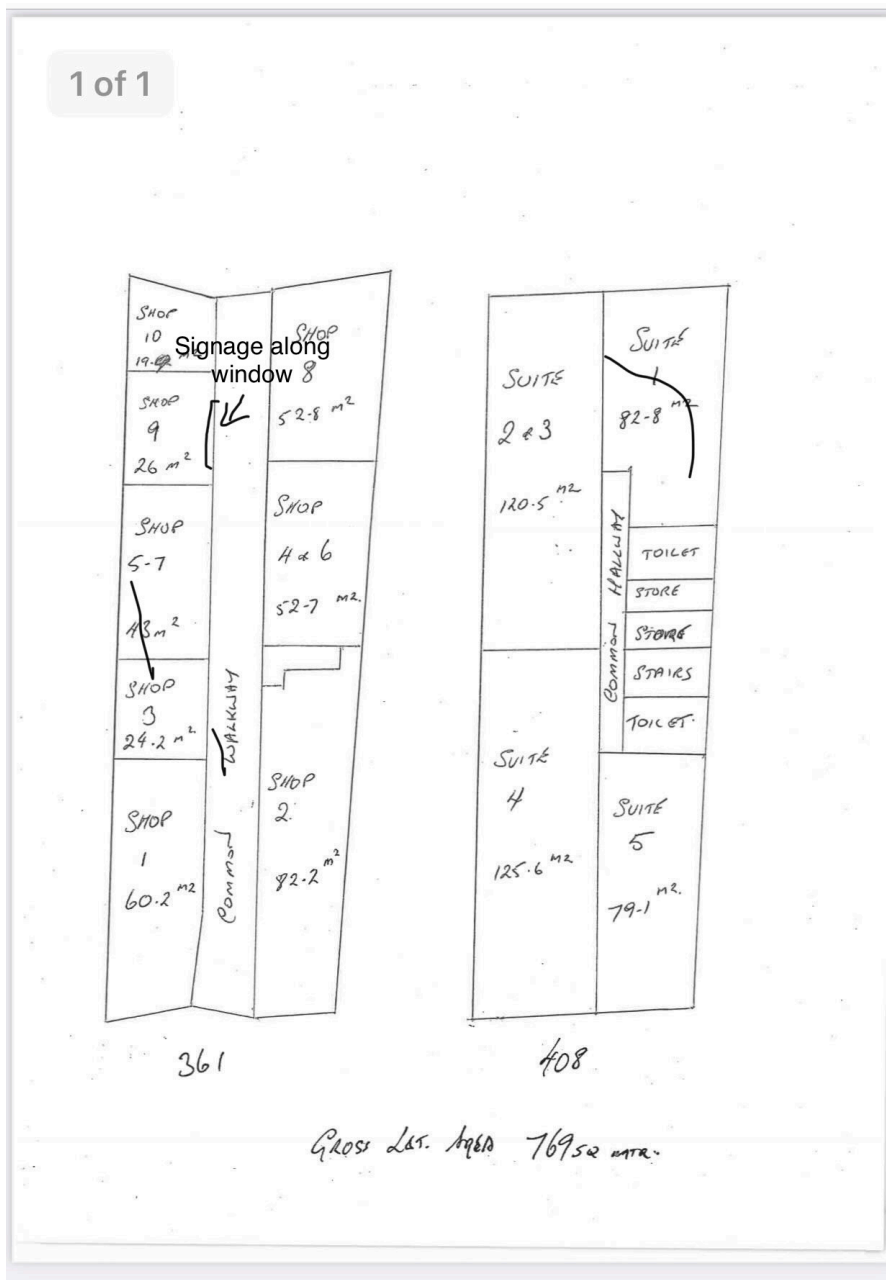 1 of 1
SHOP
10
m2
Signage along
window
SHOP
8
52-8 m2
SHOP
9
26 m2
SHOP
5-7
43 m2
SHOP
4 & 6
52-7 m2.
SHOP
3
24.2 m2
COMMON WALKWAY
SHOP
1
60.2 m2
SHOP
2.
82.2 m2
361
SUITE
2 & 3
120.5 m2
SUITE
1
82-8 m2
COMMON HALLWAY
TOILET
STORE
STORE
STAIRS
TOILET.
SUITE
4
125.6 m2
SUITE
5
79-1 m2.
408
GROSS 769 SQ MTR.